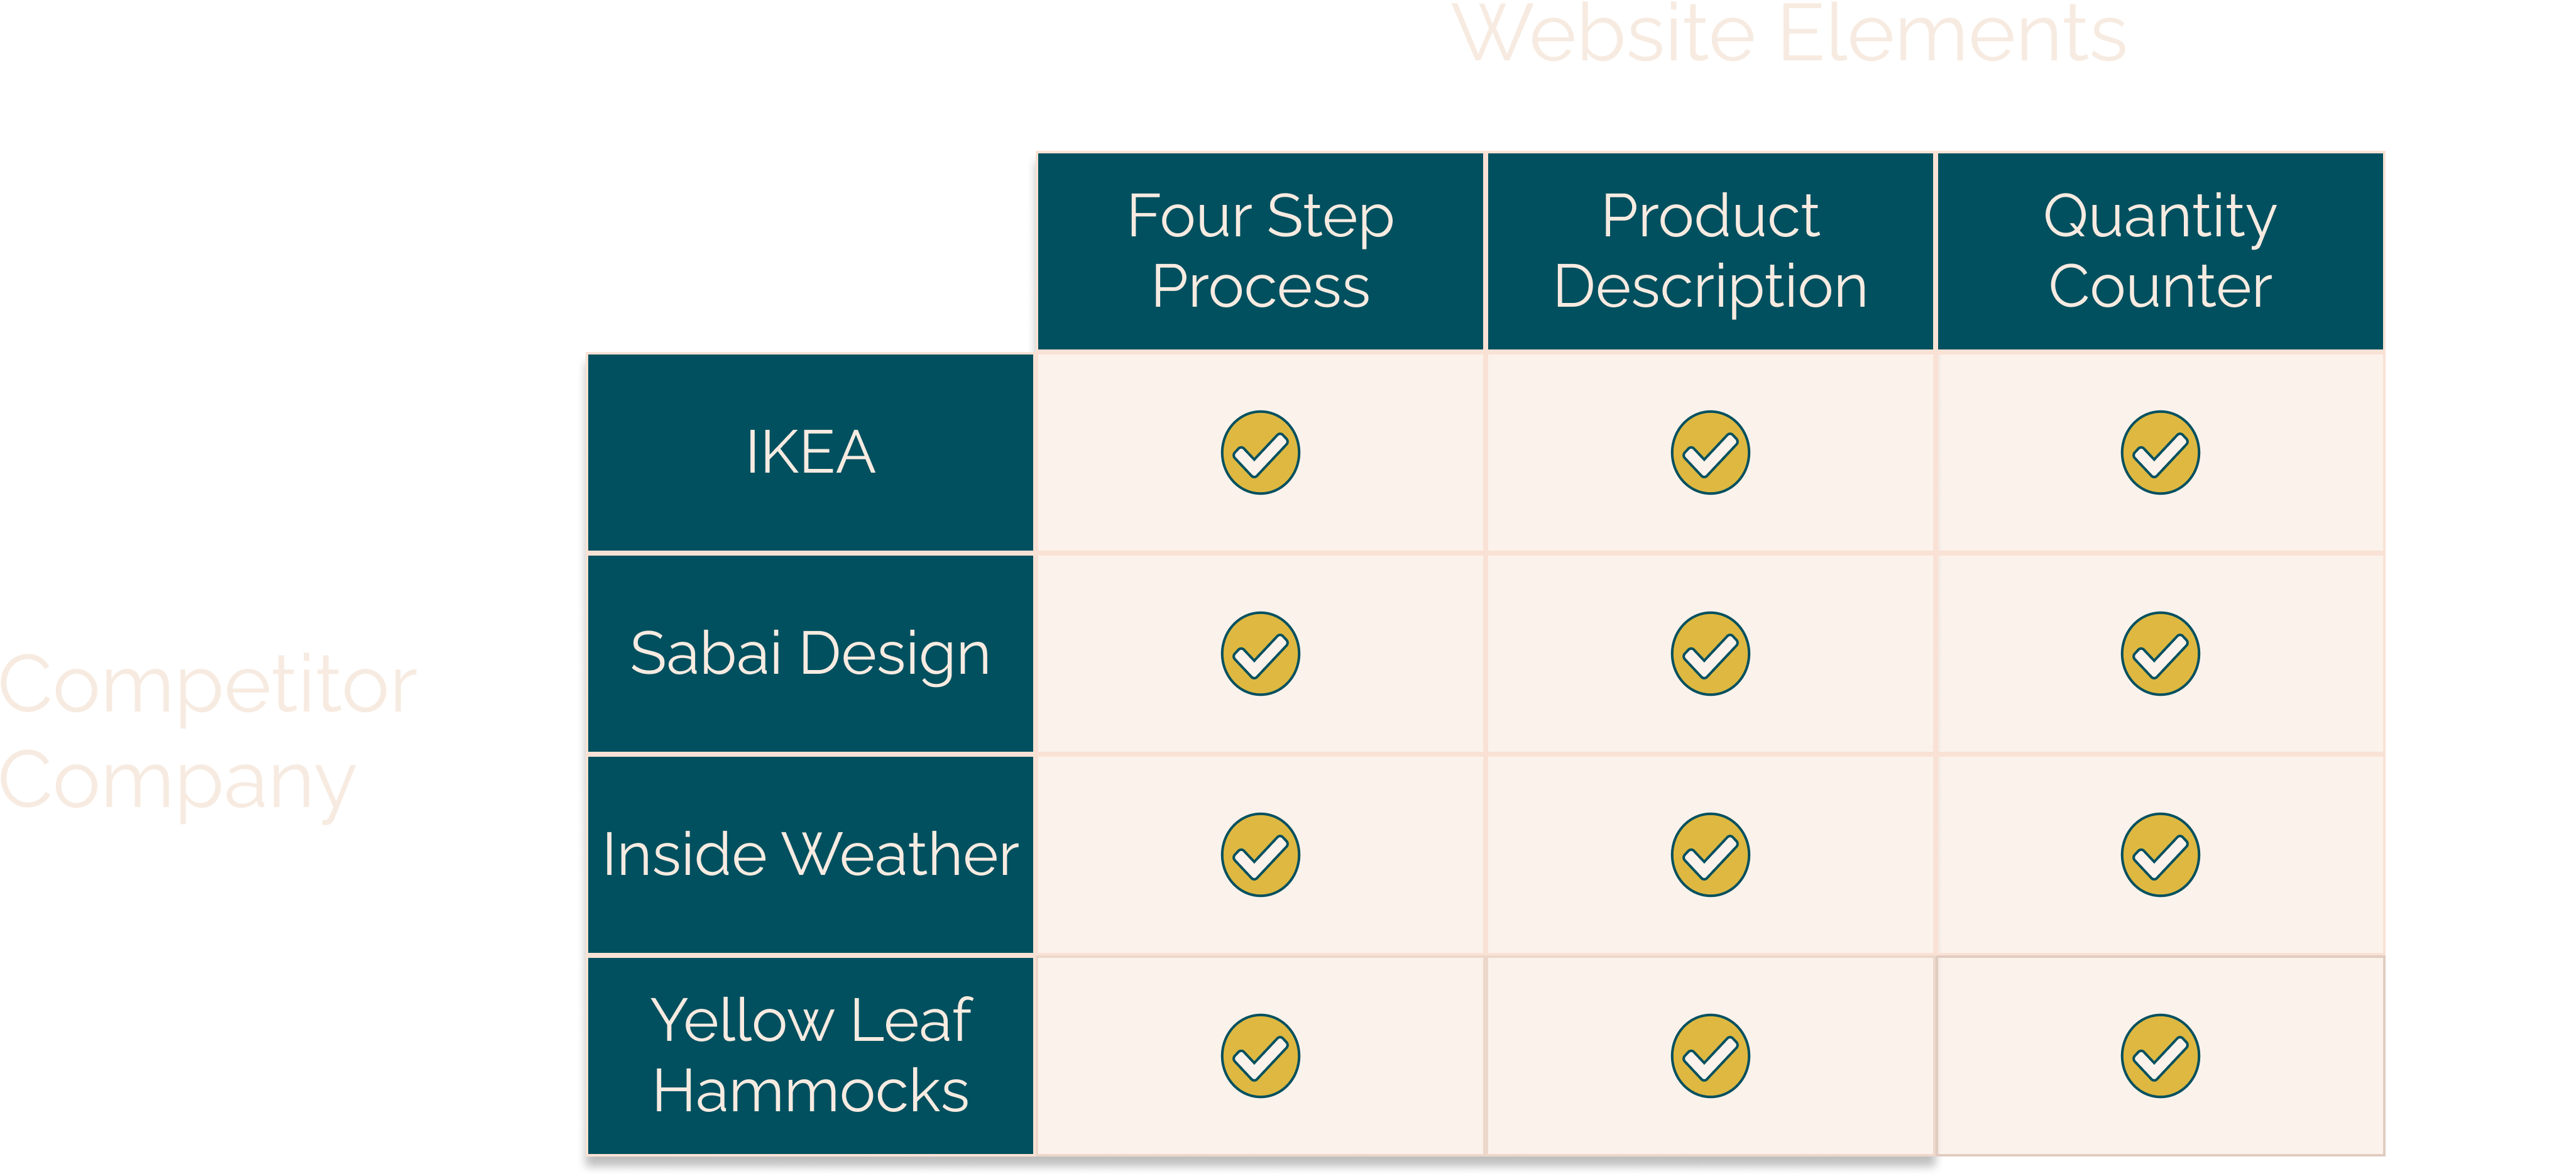 Website Elements
Four Step
Process
Product
Description
Quantity
Counter
IKEA
Sabai Design
Competitor
Company
Inside Weather
Yellow Leaf
Hammocks